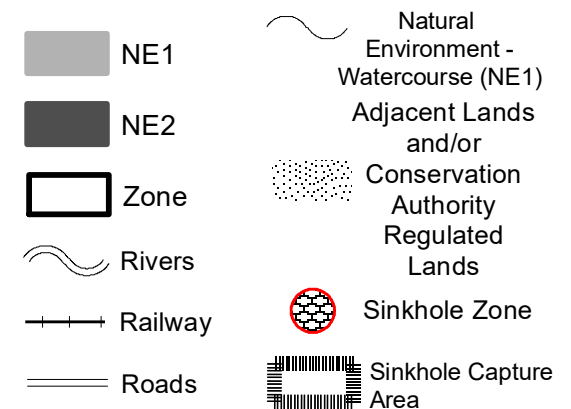 NE1
NE2
Zone
Rivers
Railway
Roads
Natural
Environment -
Watercourse (NE1)
Adjacent Lands
and/or
Conservation
Authority
Regulated
Lands
Sinkhole Zone
Sinkhole Capture
Area